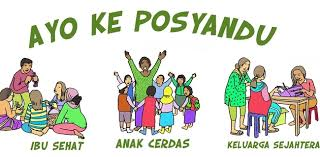 AYO KE POSYANDU
IBU SEHAT
ANAK CERDAS
KELUARGA SEJAHTERA